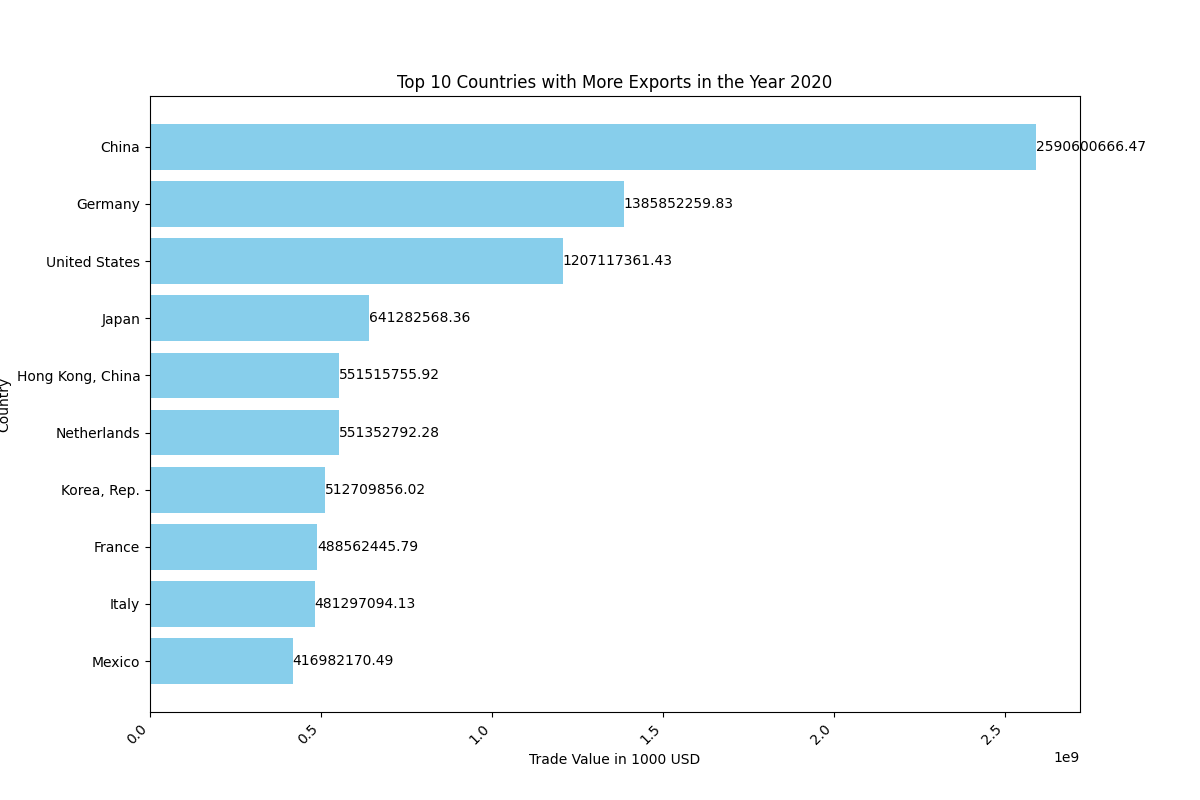 Top 10 Countries with More Exports in the Year 2020
Country
China 2590600666.47
Germany 1385852259.83
United States 1207117361.43
Japan 641282568.36
Hong Kong, China 551515755.92
Netherlands 551352792.28
Korea, Rep. 512709856.02
France 488562445.79
Italy 481297094.13
Mexico 416982170.49
0.0 0.5 1.0 1.5 2.0 2.5
1e9
Trade Value in 1000 USD